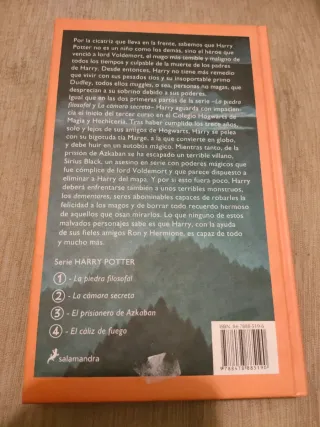 Por la cicatriz que lleva en la frente, sabemos que Harry
Potter no es un niño como los demás, sino el héroe que
venció a lord Voldemort, el mago más temible y maligno de
todos los tiempos y culpable de la muerte de los padres
de Harry. Desde entonces, Harry no tiene más remedio
que vivir con sus pesados tíos y su insoportable primo
Dudley, todos ellos muggles, o sea, personas no magas, que
desprecian a su sobrino debido a sus poderes.
Igual que en las dos primeras partes de la serie –La piedra
filosofal y La cámara secreta– Harry aguarda con impaciencia
el inicio del tercer curso en el Colegio Hogwarts de
Magia y Hechicería. Tras haber cumplido los trece años,
solo y lejos de sus amigos de Hogwarts, Harry se pelea
con su bigotuda tía Marge, a la que convierte en globo,
y debe huir en un autobús mágico. Mientras tanto, de la
prisión de Azkaban se ha escapado un terrible villano,
Sirius Black, un asesino en serie con poderes mágicos que
fue cómplice de lord Voldemort y que parece dispuesto a
eliminar a Harry del mapa. Y por si esto fuera poco, Harry
deberá enfrentarse también a unos terribles monstruos,
los dementores, seres abominables capaces de robarles la
felicidad a los magos y de borrar todo recuerdo hermoso
de aquellos que osan mirarlos. Lo que ninguno de estos
malvados personajes sabe es que Harry, con la ayuda
de sus fieles amigos Ron y Hermione, es capaz de todo
y mucho más.
Serie HARRY POTTER
1 - La piedra filosofal
2 - La cámara secreta
3 - El prisionero de Azkaban
4 - El cáliz de fuego
salamandra